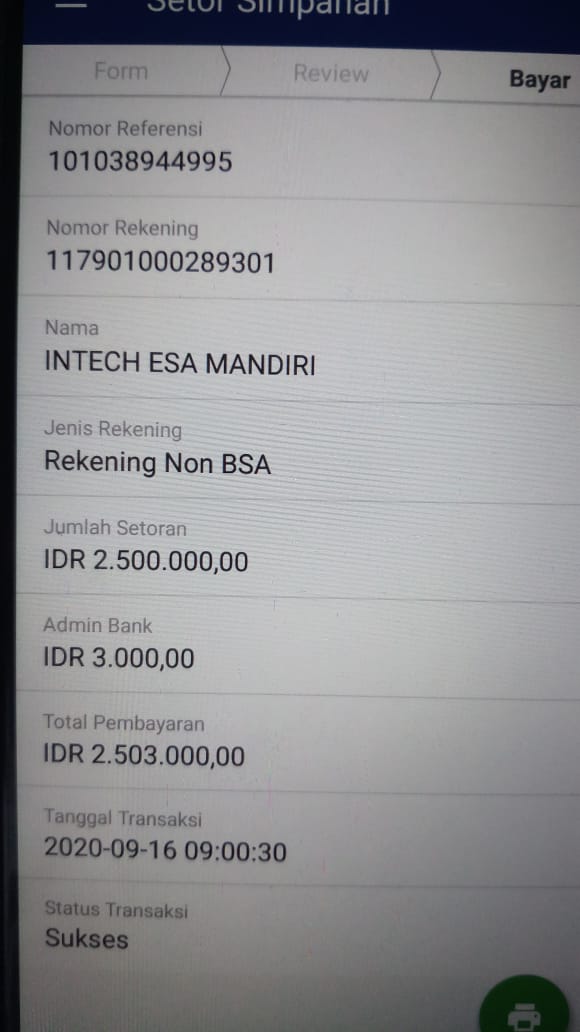 Setor Simpanan
Form
Review
Bayar
Nomor Referensi
101038944995
Nomor Rekening
117901000289301
Nama
INTECH ESA MANDIRI
Jenis Rekening
Rekening Non BSA
Jumlah Setoran
IDR 2.500.000,00
Admin Bank
IDR 3.000,00
Total Pembayaran
IDR 2.503.000,00
Tanggal Transaksi
2020-09-16 09:00:30
Status Transaksi
Sukses